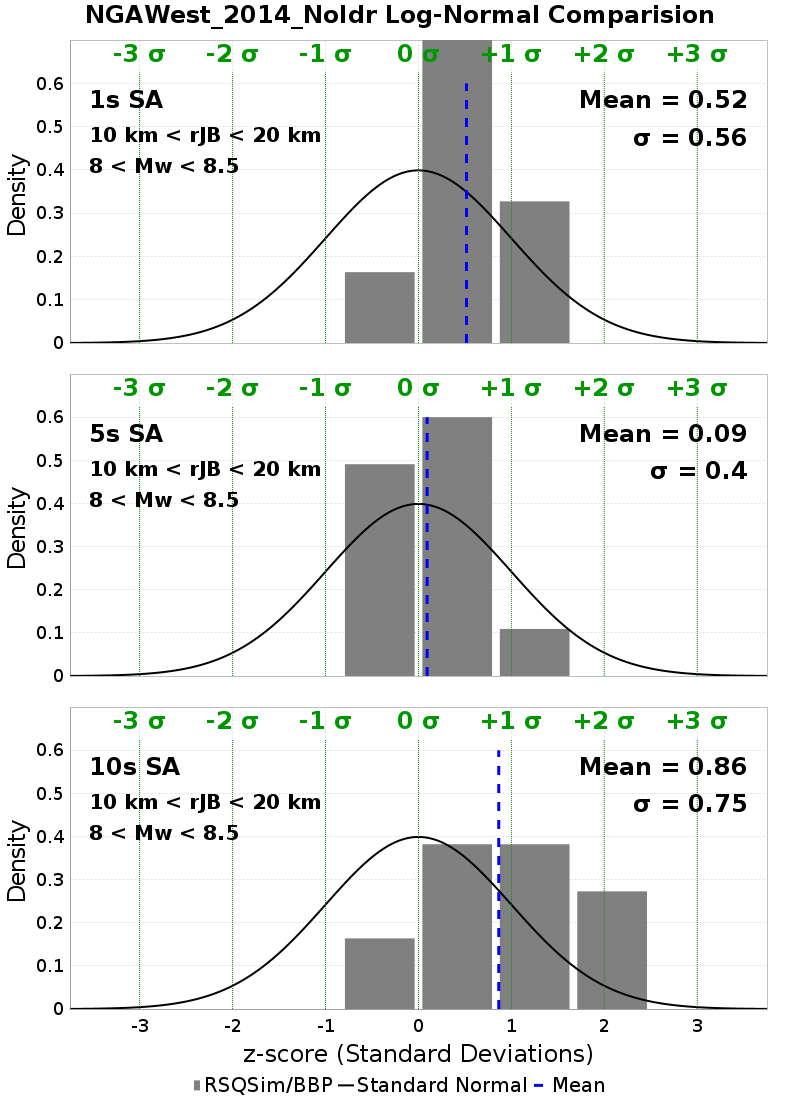 NGAWest_2014_NoIdr Log-Normal Comparision
-3 σ -2 σ -1 σ 0 σ +1 σ +2 σ +3 σ
1s SA
10 km < rJB < 20 km
8 < Mw < 8.5
Mean = 0.52
σ = 0.56
Density
0.6
0.5
0.4
0.3
0.2
0.1
0
-3 σ -2 σ -1 σ 0 σ +1 σ +2 σ +3 σ
5s SA
10 km < rJB < 20 km
8 < Mw < 8.5
Mean = 0.09
σ = 0.4
Density
0.6
0.5
0.4
0.3
0.2
0.1
0
-3 σ -2 σ -1 σ 0 σ +1 σ +2 σ +3 σ
10s SA
10 km < rJB < 20 km
8 < Mw < 8.5
Mean = 0.86
σ = 0.75
Density
0.6
0.5
0.4
0.3
0.2
0.1
0
-3 -2 -1 0 1 2 3
z-score (Standard Deviations)
RSQSim/BBP Standard Normal Mean